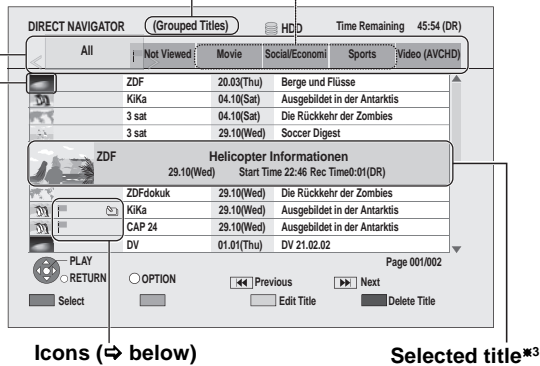 DIRECT NAVIGATOR (Grouped Titles) HDD Time Remaining 45:54 (DR)
All Not Viewed Movie Social/Economi Sports Video (AVCHD)
ZDF 20.03(Thu) Berge und Flüsse
KiKa 04.10(Sat) Ausgebildet in der Antarktis
3 sat 04.10(Sat) Die Rückkehr der Zombies
3 sat 29.10(Wed) Soccer Digest
ZDF Helicopter Informationen
29.10(Wed) Start Time 22:46 Rec Time0:01(DR)
ZDFdokuk 29.10(Wed) Die Rückkehr der Zombies
KiKa 29.10(Wed) Ausgebildet in der Antarktis
CAP 24 29.10(Wed) Ausgebildet in der Antarktis
DV 01.01(Thu) DV 21.02.02
PLAY Page 001/002
RETURN OPTION Previous Next
Select Edit Title Delete Title
Icons (⇨ below) Selected title※3